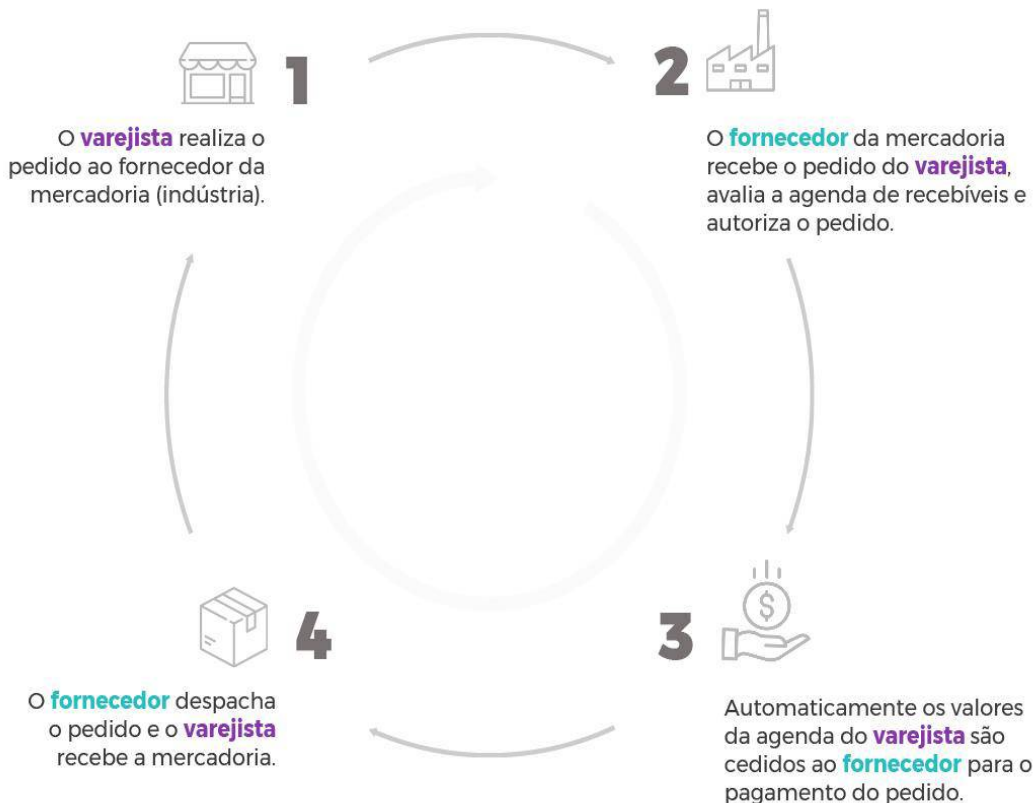 1
O varejista realiza o
pedido ao fornecedor da
mercadoria (indústria).
2
O fornecedor da mercadoria
recebe o pedido do varejista,
avalia a agenda de recebíveis e
autoriza o pedido.
3
Automaticamente os valores
da agenda do varejista são
cedidos ao fornecedor para o
pagamento do pedido.
4
O fornecedor despacha
o pedido e o varejista
recebe a mercadoria.
$